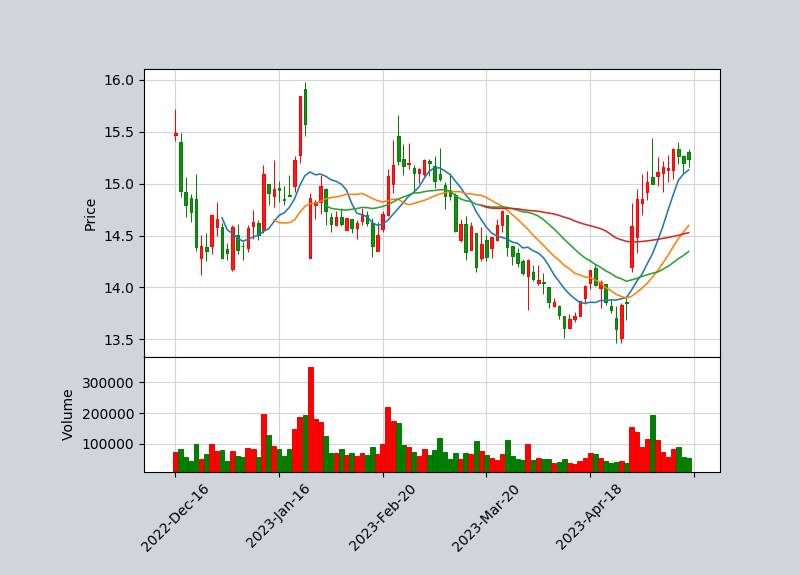 16.0
15.5
15.0
14.5
14.0
13.5
Price
300000
200000
100000
Volume
2022-Dec-16
2023-Jan-16
2023-Feb-20
2023-Mar-20
2023-Apr-18